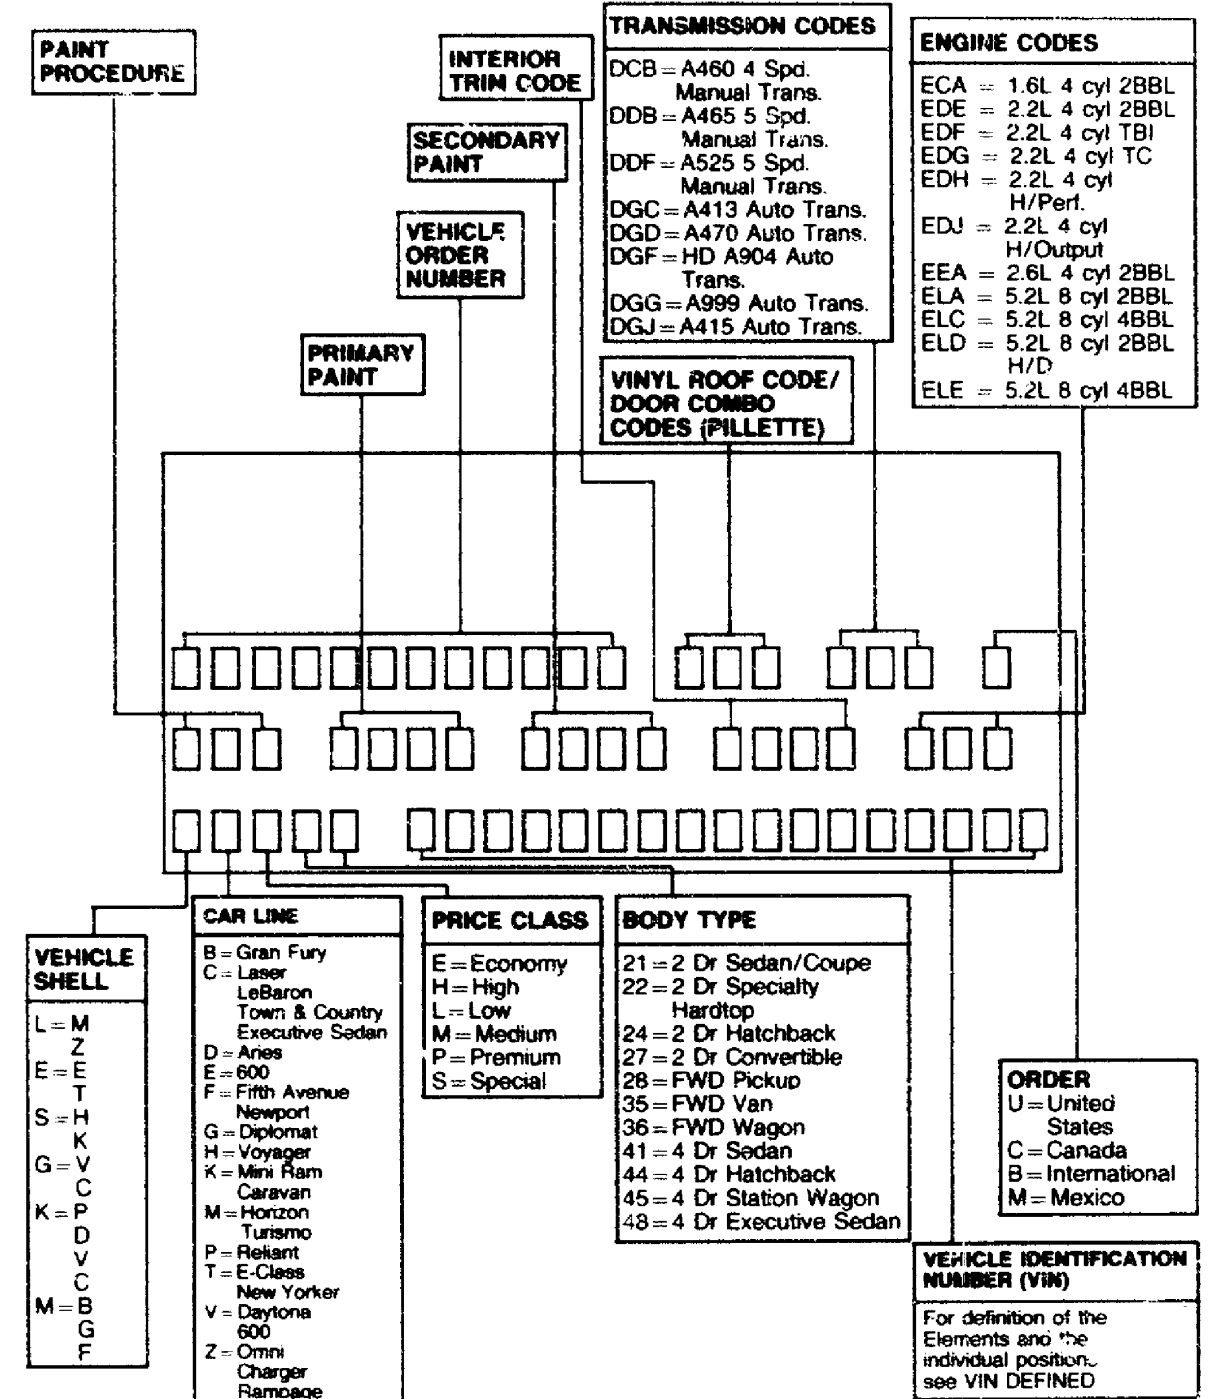 PAINT
PROCEDURE
INTERIOR
TRIM CODE
SECONDARY
PAINT
VEHICLE
ORDER
NUMBER
PRIMARY
PAINT
TRANSMISSION CODES
DCB = A460 4 Spd.
Manual Trans.
DDB = A465 5 Spd.
Manual Trans.
DDF = A525 5 Spd.
Manual Trans.
DGC = A413 Auto Trans.
DGD = A470 Auto Trans.
DGF = HD A904 Auto
Trans.
DGG = A999 Auto Trans.
DGJ = A415 Auto Trans.
VINYL ROOF CODE/
DOOR COMBO
CODES (PILLETTE)
ENGINE CODES
ECA = 1.6L 4 cyl 2BBL
EDE = 2.2L 4 cyl 2BBL
EDF = 2.2L 4 cyl TBI
EDG = 2.2L 4 cyl TC
EDH = 2.2L 4 cyl
H/Perf.
EDJ = 2.2L 4 cyl
H/Output
EEA = 2.6L 4 cyl 2BBL
ELA = 5.2L 8 cyl 2BBL
ELC = 5.2L 8 cyl 4BBL
ELD = 5.2L 8 cyl 2BBL
H/D
ELE = 5.2L 8 cyl 4BBL
VEHICLE
SHELL
L = M
Z
E = E
T
S = H
K
G = V
C
K = P
D
V
C
M = B
G
F
CAR LINE
B = Gran Fury
C = Laser
LeBaron
Town & Country
Executive Sedan
D = Aries
E = 600
F = Fifth Avenue
Newport
G = Diplomat
H = Voyager
K = Mini Ram
Caravan
M = Horizon
Turismo
P = Reliant
T = E-Class
New Yorker
V = Daytona
600
Z = Omni
Charger
Rampage
PRICE CLASS
E = Economy
H = High
L = Low
M = Medium
P = Premium
S = Special
BODY TYPE
21 = 2 Dr Sedan/Coupe
22 = 2 Dr Specialty
Hardtop
24 = 2 Dr Hatchback
27 = 2 Dr Convertible
28 = FWD Pickup
35 = FWD Van
36 = FWD Wagon
41 = 4 Dr Sedan
44 = 4 Dr Hatchback
45 = 4 Dr Station Wagon
48 = 4 Dr Executive Sedan
ORDER
U = United
States
C = Canada
B = International
M = Mexico
VEHICLE IDENTIFICATION
NUMBER (VIN)
For definition of the
Elements and the
individual positions
see VIN DEFINED